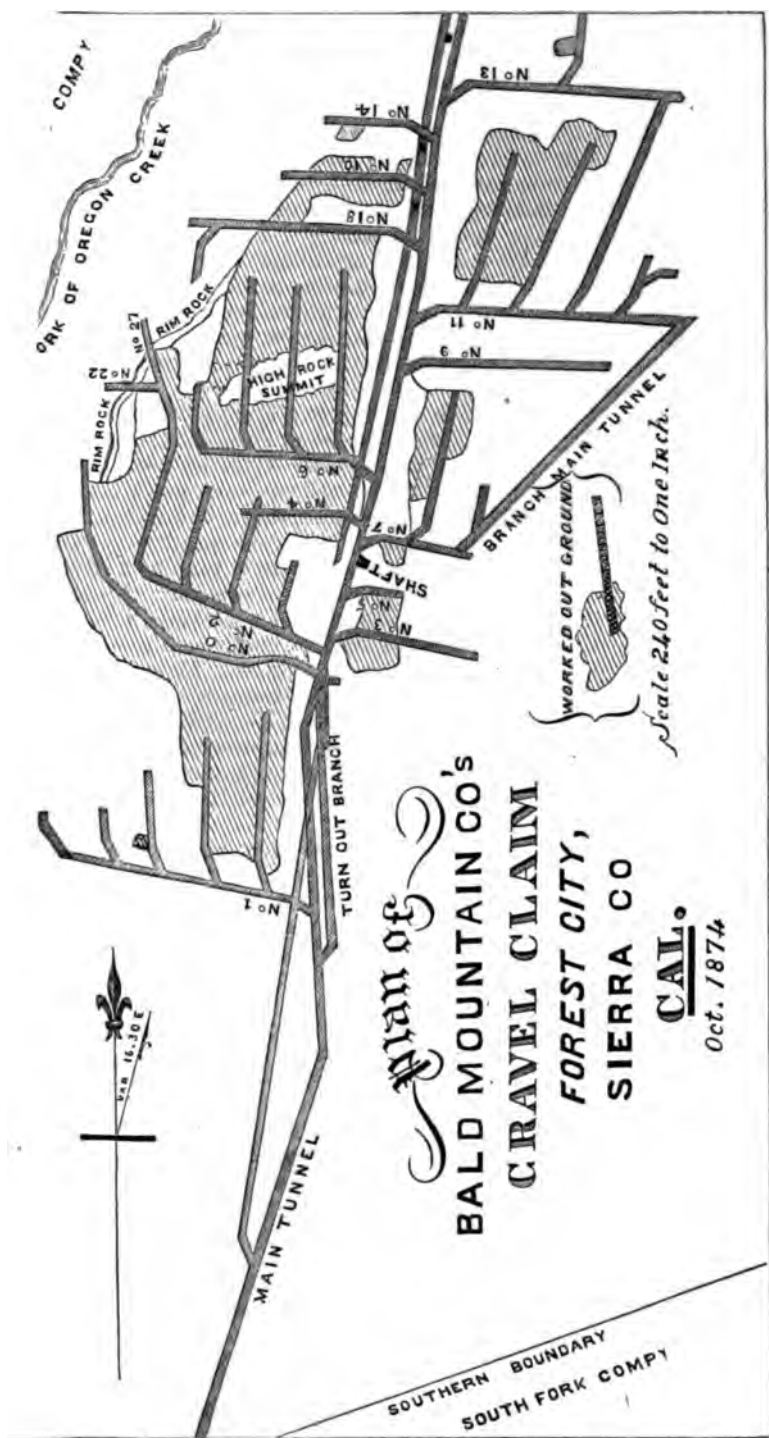 COMPY
ORK OF OREGON CREEK
RIM ROCK
RIM ROCK
No 22
No 27
No 14
No 10
No 18
No 13
HIGH ROCK
SUMMIT
No 6
No 4
No 2
No 0
No 11
No 9
No 7
SHAFT
No 5
No 3
No 1
TURN OUT BRANCH
BRANCH MAIN TUNNEL
MAIN TUNNEL
VAR 16.30 E
WORKED OUT GROUND
Scale 240 feet to One Inch.
Plan of
BALD MOUNTAIN CO's
GRAVEL CLAIM
FOREST CITY,
SIERRA CO
CAL.
Oct. 1874
SOUTHERN BOUNDARY
SOUTH FORK COMPY